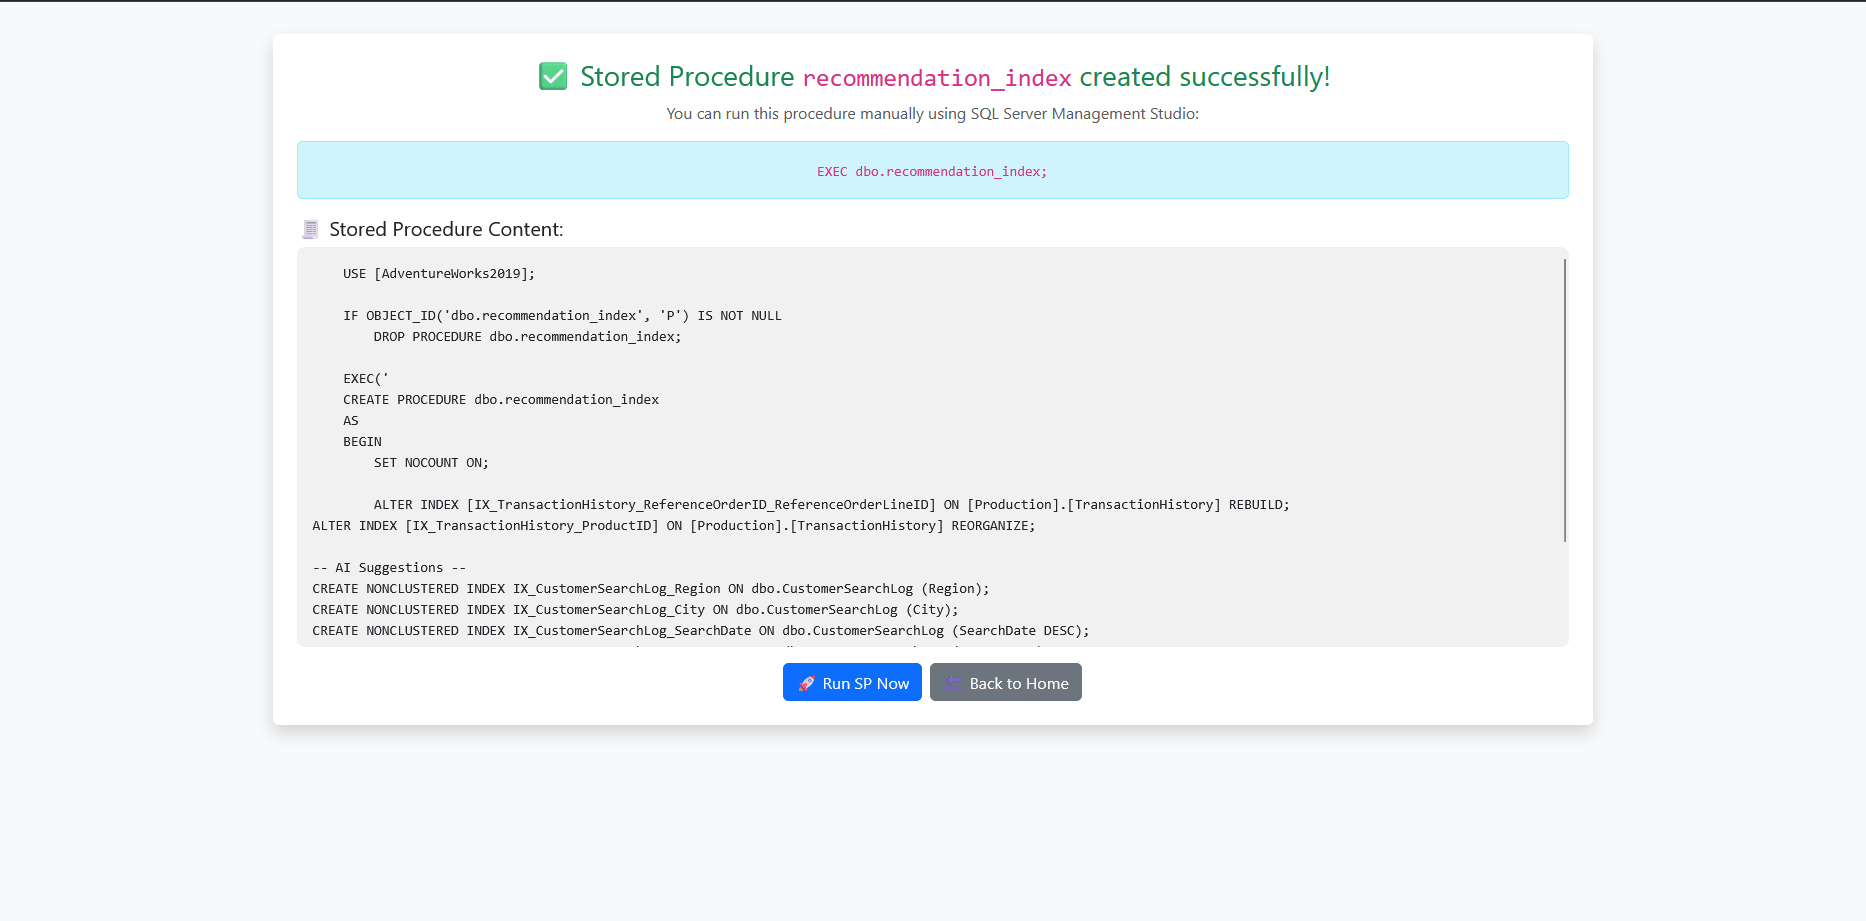 Stored Procedure recommendation_index created successfully!
You can run this procedure manually using SQL Server Management Studio:
EXEC dbo.recommendation_index;
Stored Procedure Content:
USE [AdventureWorks2019];
IF OBJECT_ID('dbo.recommendation_index', 'P') IS NOT NULL
DROP PROCEDURE dbo.recommendation_index;
EXEC('
CREATE PROCEDURE dbo.recommendation_index
AS
BEGIN
SET NOCOUNT ON;
ALTER INDEX [IX_TransactionHistory_ReferenceOrderID_ReferenceOrderLineID] ON [Production].[TransactionHistory] REBUILD;
ALTER INDEX [IX_TransactionHistory_ProductID] ON [Production].[TransactionHistory] REORGANIZE;
-- AI Suggestions --
CREATE NONCLUSTERED INDEX IX_CustomerSearchLog_Region ON dbo.CustomerSearchLog (Region);
CREATE NONCLUSTERED INDEX IX_CustomerSearchLog_City ON dbo.CustomerSearchLog (City);
CREATE NONCLUSTERED INDEX IX_CustomerSearchLog_SearchDate ON dbo.CustomerSearchLog (SearchDate DESC);
Run SP Now
Back to Home